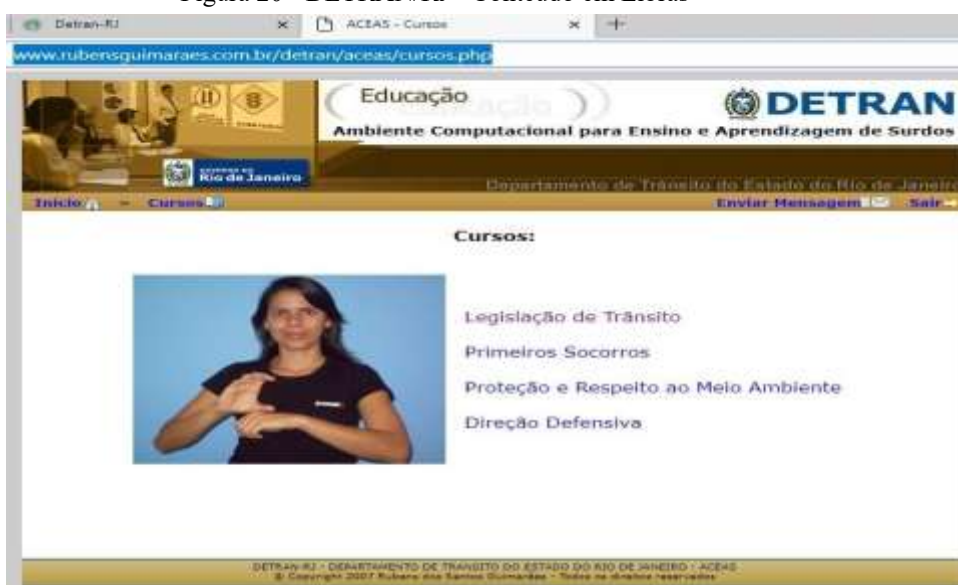 Detran-RJ
ACEAS - Cursos
www.rubensguimaraes.com.br/detran/aceas/cursos.php
Educação
DETRAN
Ambiente Computacional para Ensino e Aprendizagem de Surdos
Rio de Janeiro
Departamento de Trânsito do Estado do Rio de Janeiro
Início
Cursos
Enviar Mensagem
Sair
Cursos:
Legislação de Trânsito
Primeiros Socorros
Proteção e Respeito ao Meio Ambiente
Direção Defensiva
DETRAN-RJ - DEPARTAMENTO DE TRANSITO DO ESTADO DO RIO DE JANEIRO - ACEAS
© Copyright 2007 Rubens dos Santos Guimarães - Todos os direitos reservados